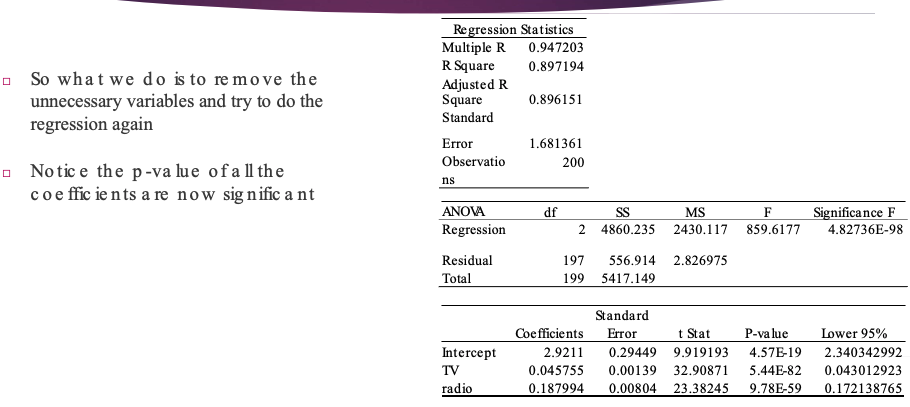 So what we do is to remove the
unnecessary variables and try to do the
regression again
Notice the p-value of all the
coefficients are now significant
Regression Statistics
Multiple R 0.947203
R Square 0.897194
Adjusted R
Square 0.896151
Standard
Error 1.681361
Observatio 200
ns
ANOVA df SS MS F Significance F
Regression 2 4860.235 2430.117 859.6177 4.82736E-98
Residual 197 556.914 2.826975
Total 199 5417.149
Standard
Coefficients Error t Stat P-value Lower 95%
Intercept 2.9211 0.29449 9.919193 4.57E-19 2.340342992
TV 0.045755 0.00139 32.90871 5.44E-82 0.043012923
radio 0.187994 0.00804 23.38245 9.78E-59 0.172138765